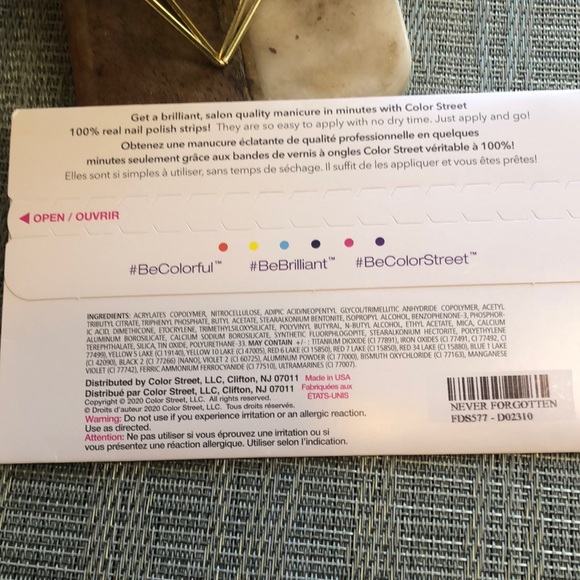 Get a brilliant, salon quality manicure in minutes with Color Street
100% real nail polish strips! They are so easy to apply with no dry time. Just apply and go!
Obtenez une manucure éclatante de qualité professionnelle en quelques
minutes seulement grâce aux bandes de vernis à ongles Color Street véritable à 100%!
Elles sont si simples à utiliser, sans temps de séchage. Il suffit de les appliquer et vous êtes prêtes!
OPEN / OUVRIR
#BeColorful™ #BeBrilliant™ #BeColorStreet™
INGREDIENTS: ACRYLATES COPOLYMER, NITROCELLULOSE, ADIPIC ACID/NEOPENTYL GLYCOL/TRIMELLITIC ANHYDRIDE COPOLYMER, ACETYL
TRIBUTYL CITRATE, TRIPHENYL PHOSPHATE, BUTYL ACETATE, STEARALKONIUM BENTONITE, ISOPROPYL ALCOHOL, BENZOPHENONE-3, PHOSPHOR-
IC ACID, DIMETHICONE, ETOCRYLENE, TRIMETHYLSILOXYSILICATE, POLYVINYL BUTYRAL, N-BUTYL ALCOHOL, ETHYL ACETATE, MICA, CALCIUM
ALUMINUM BOROSILICATE, CALCIUM SODIUM BOROSILICATE, SYNTHETIC FLUORPHLOGOPITE, STEARALKONIUM HECTORITE, POLYETHYLENE
TEREPHTHALATE, SILICA, TIN OXIDE, POLYURETHANE-33. MAY CONTAIN +/- : TITANIUM DIOXIDE (CI 77891), IRON OXIDES (CI 77491, CI 77492, CI
77499), YELLOW 5 LAKE (CI 19140), YELLOW 10 LAKE (CI 47005), RED 6 LAKE (CI 15850), RED 7 LAKE (CI 15850), RED 34 LAKE (CI 15880), BLUE 1 LAKE
(CI 42090), BLACK 2 (CI 77266) [NANO], VIOLET 2 (CI 60725), ALUMINUM POWDER (CI 77000), BISMUTH OXYCHLORIDE (CI 77163), MANGANESE
VIOLET (CI 77742), FERRIC AMMONIUM FERROCYANIDE (CI 77510), ULTRAMARINES (CI 77007).
Distributed by Color Street, LLC, Clifton, NJ 07011 Made in USA
Distribué par Color Street, LLC, Clifton, NJ 07011 Fabriquées aux
ÉTATS-UNIS
Copyright © 2020 Color Street, LLC. All rights reserved.
© Droits d'auteur 2020 Color Street, LLC. Tous droits réservés.
Warning: Do not use if you experience irritation or an allergic reaction.
Use as directed.
Attention: Ne pas utiliser si vous éprouvez une irritation ou si
vous présentez une réaction allergique. Utiliser selon l'indication.
NEVER FORGOTTEN
FDS577 - D02310